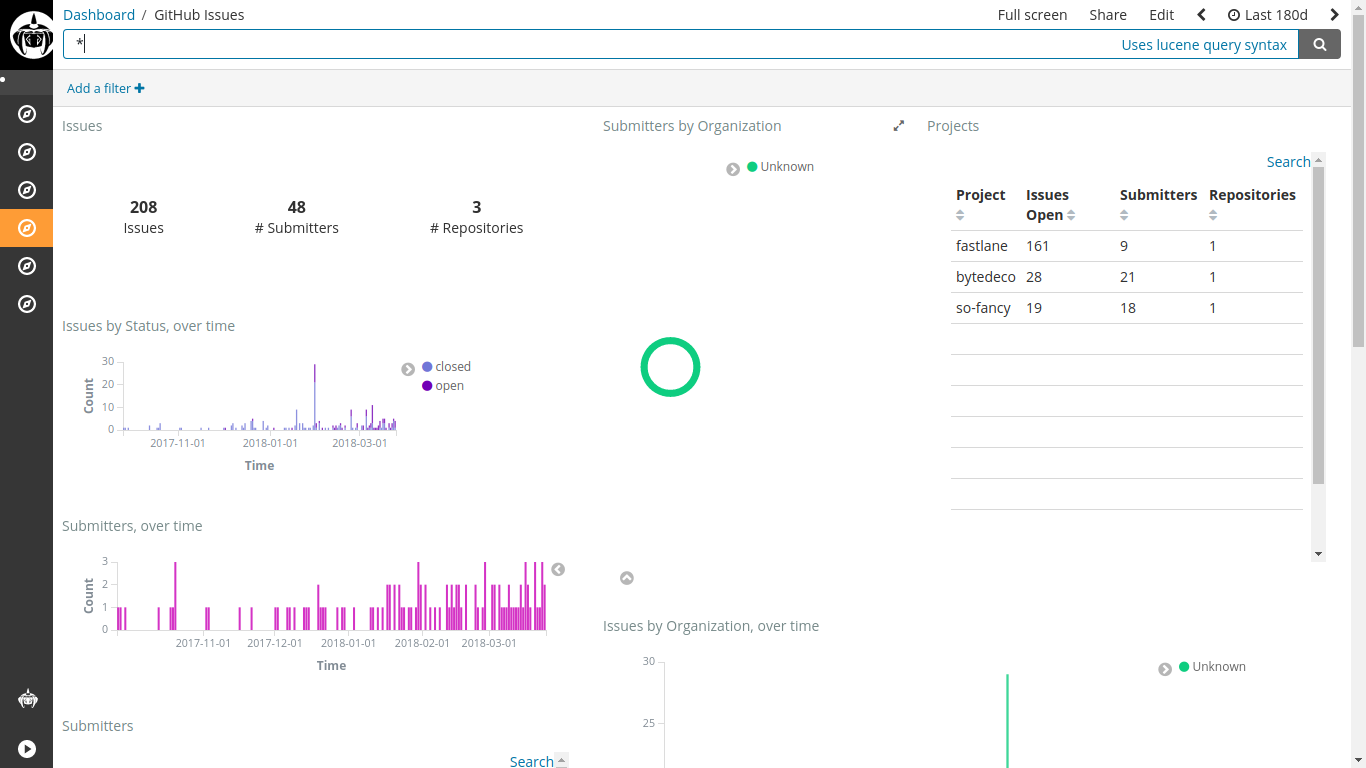 Dashboard / GitHub Issues
Full screen Share Edit Last 180d
* Uses lucene query syntax
Add a filter
Issues
208 48 3
Issues # Submitters # Repositories
Issues by Status, over time
30
20
10
0
Count
2017-11-01 2018-01-01 2018-03-01
Time
closed
open
Submitters, over time
3
2
1
0
Count
2017-11-01 2017-12-01 2018-01-01 2018-02-01 2018-03-01
Time
Submitters
Search
Submitters by Organization
Unknown
Issues by Organization, over time
30
25
Unknown
Projects
Search
Project Issues Open Submitters Repositories
fastlane 161 9 1
bytedeco 28 21 1
so-fancy 19 18 1